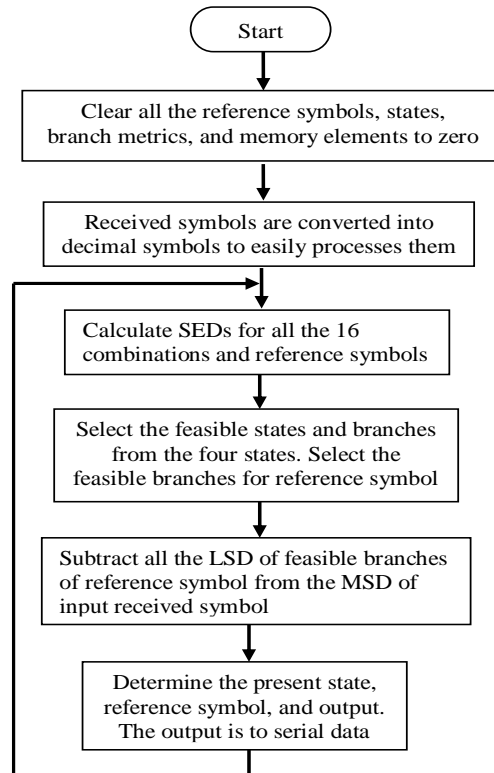 Start
Clear all the reference symbols, states,
branch metrics, and memory elements to zero
Received symbols are converted into
decimal symbols to easily processes them
Calculate SEDs for all the 16
combinations and reference symbols
Select the feasible states and branches
from the four states. Select the
feasible branches for reference symbol
Subtract all the LSD of feasible branches
of reference symbol from the MSD of
input received symbol
Determine the present state,
reference symbol, and output.
The output is to serial data